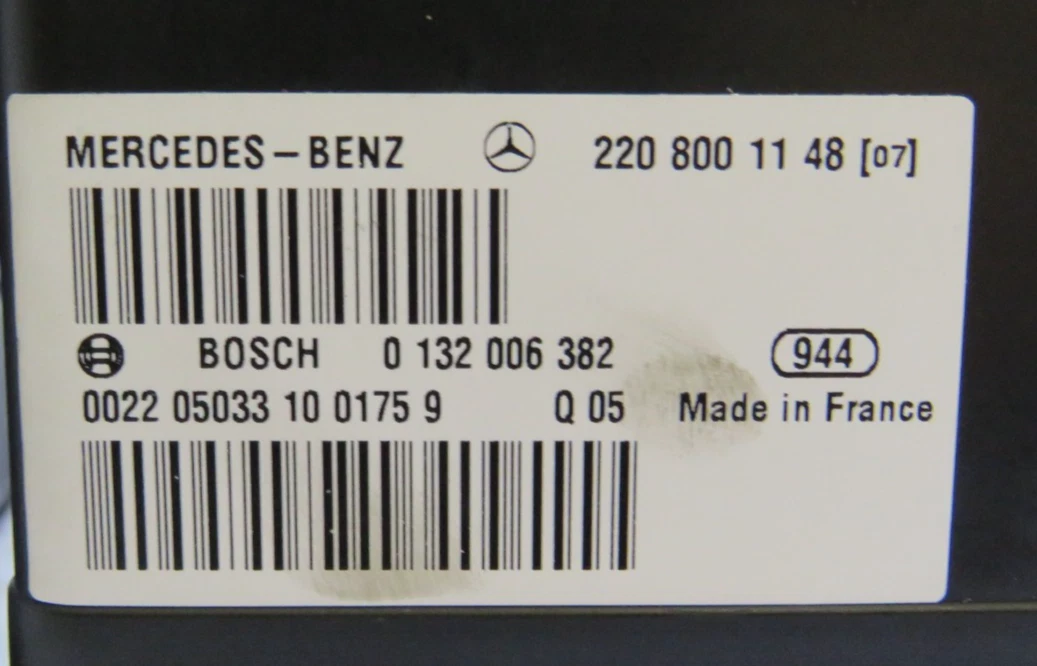 MERCEDES-BENZ 220 800 11 48 [07]
BOSCH 0 132 006 382 944
0022 05033 10 0175 9 Q 05 Made in France